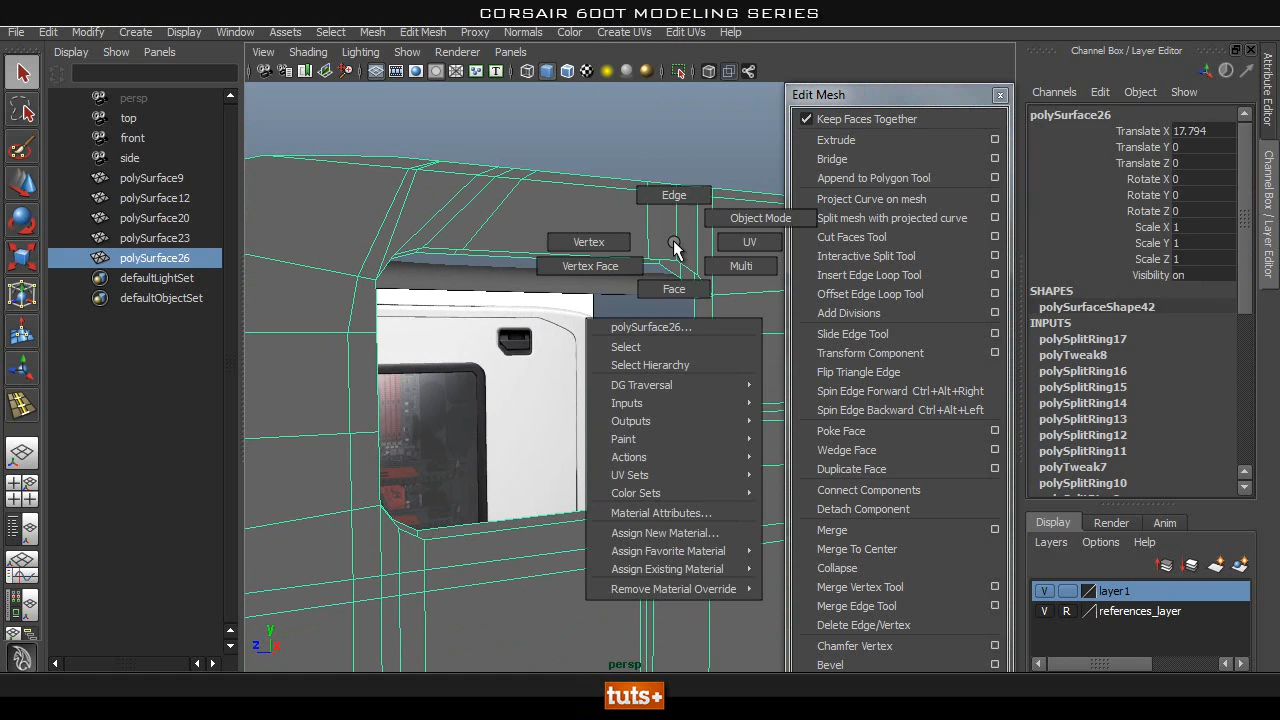 CORSAIR 600T MODELING SERIES
File Edit Modify Create Display Window Assets Select Mesh Edit Mesh Proxy Normals Color Create UVs Edit UVs Help
Display Show Panels
View Shading Lighting Show Renderer Panels
Channel Box / Layer Editor
Channels Edit Object Show
polySurface26
Translate X 17.794
Translate Y 0
Translate Z 0
Rotate X 0
Rotate Y 0
Rotate Z 0
Scale X 1
Scale Y 1
Scale Z 1
Visibility on
SHAPES
polySurfaceShape42
INPUTS
polySplitRing17
polyTweak8
polySplitRing16
polySplitRing15
polySplitRing14
polySplitRing13
polySplitRing12
polySplitRing11
polyTweak7
polySplitRing10
Display Render Anim
Layers Options Help
V layer1
V R references_layer
Attribute Editor
Channel Box / Layer Editor
persp
top
front
side
polySurface9
polySurface12
polySurface20
polySurface23
polySurface26
defaultLightSet
defaultObjectSet
Edge
Object Mode
Vertex
UV
Vertex Face
Multi
Face
polySurface26...
Select
Select Hierarchy
DG Traversal
Inputs
Outputs
Paint
Actions
UV Sets
Color Sets
Material Attributes...
Assign New Material...
Assign Favorite Material
Assign Existing Material
Remove Material Override
Edit Mesh x
Keep Faces Together
Extrude
Bridge
Append to Polygon Tool
Project Curve on mesh
Split mesh with projected curve
Cut Faces Tool
Interactive Split Tool
Insert Edge Loop Tool
Offset Edge Loop Tool
Add Divisions
Slide Edge Tool
Transform Component
Flip Triangle Edge
Spin Edge Forward Ctrl+Alt+Right
Spin Edge Backward Ctrl+Alt+Left
Poke Face
Wedge Face
Duplicate Face
Connect Components
Detach Component
Merge
Merge To Center
Collapse
Merge Vertex Tool
Merge Edge Tool
Delete Edge/Vertex
Chamfer Vertex
Bevel
y
z x
persp
tuts+